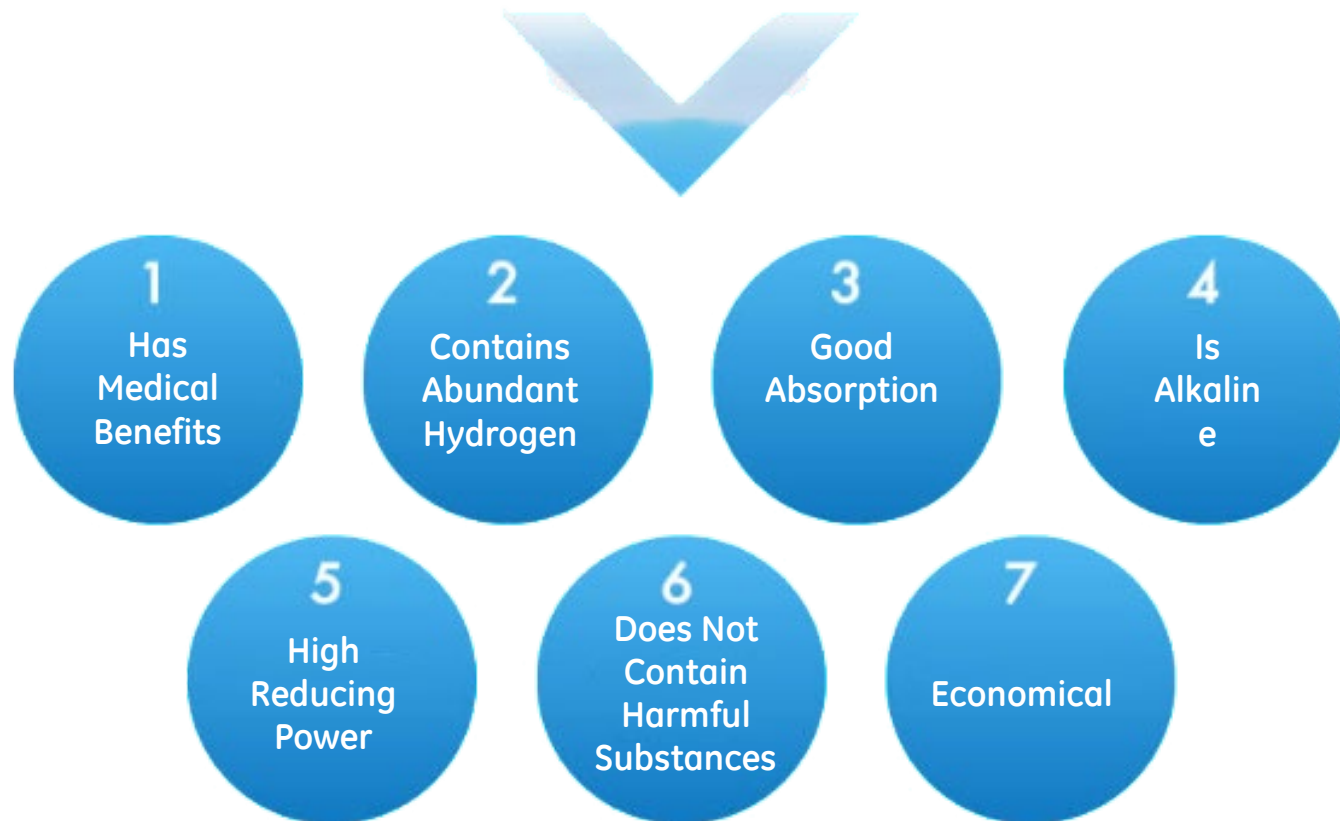 1
Has
Medical
Benefits
2
Contains
Abundant
Hydrogen
3
Good
Absorption
4
Is
Alkalin
e
5
High
Reducing
Power
6
Does Not
Contain
Harmful
Substances
7
Economical